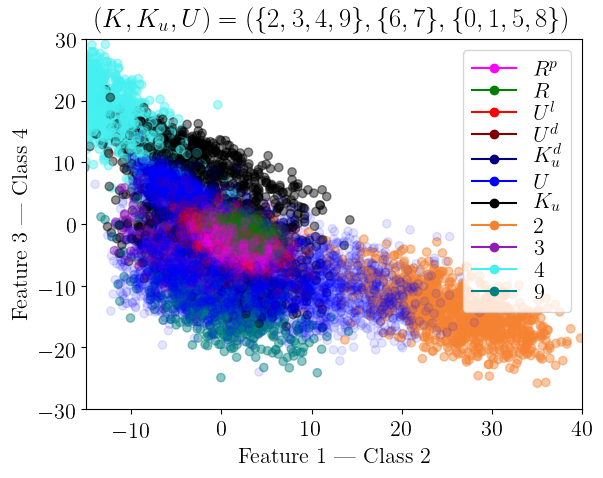 (K, K_u, U) = ({2, 3, 4, 9}, {6, 7}, {0, 1, 5, 8})
30
20
10
0
−10
−20
−30
Feature 3 — Class 4
R^p
R
U^l
U^d
K_u^d
U
K_u
2
3
4
9
−10
0
10
20
30
40
Feature 1 — Class 2